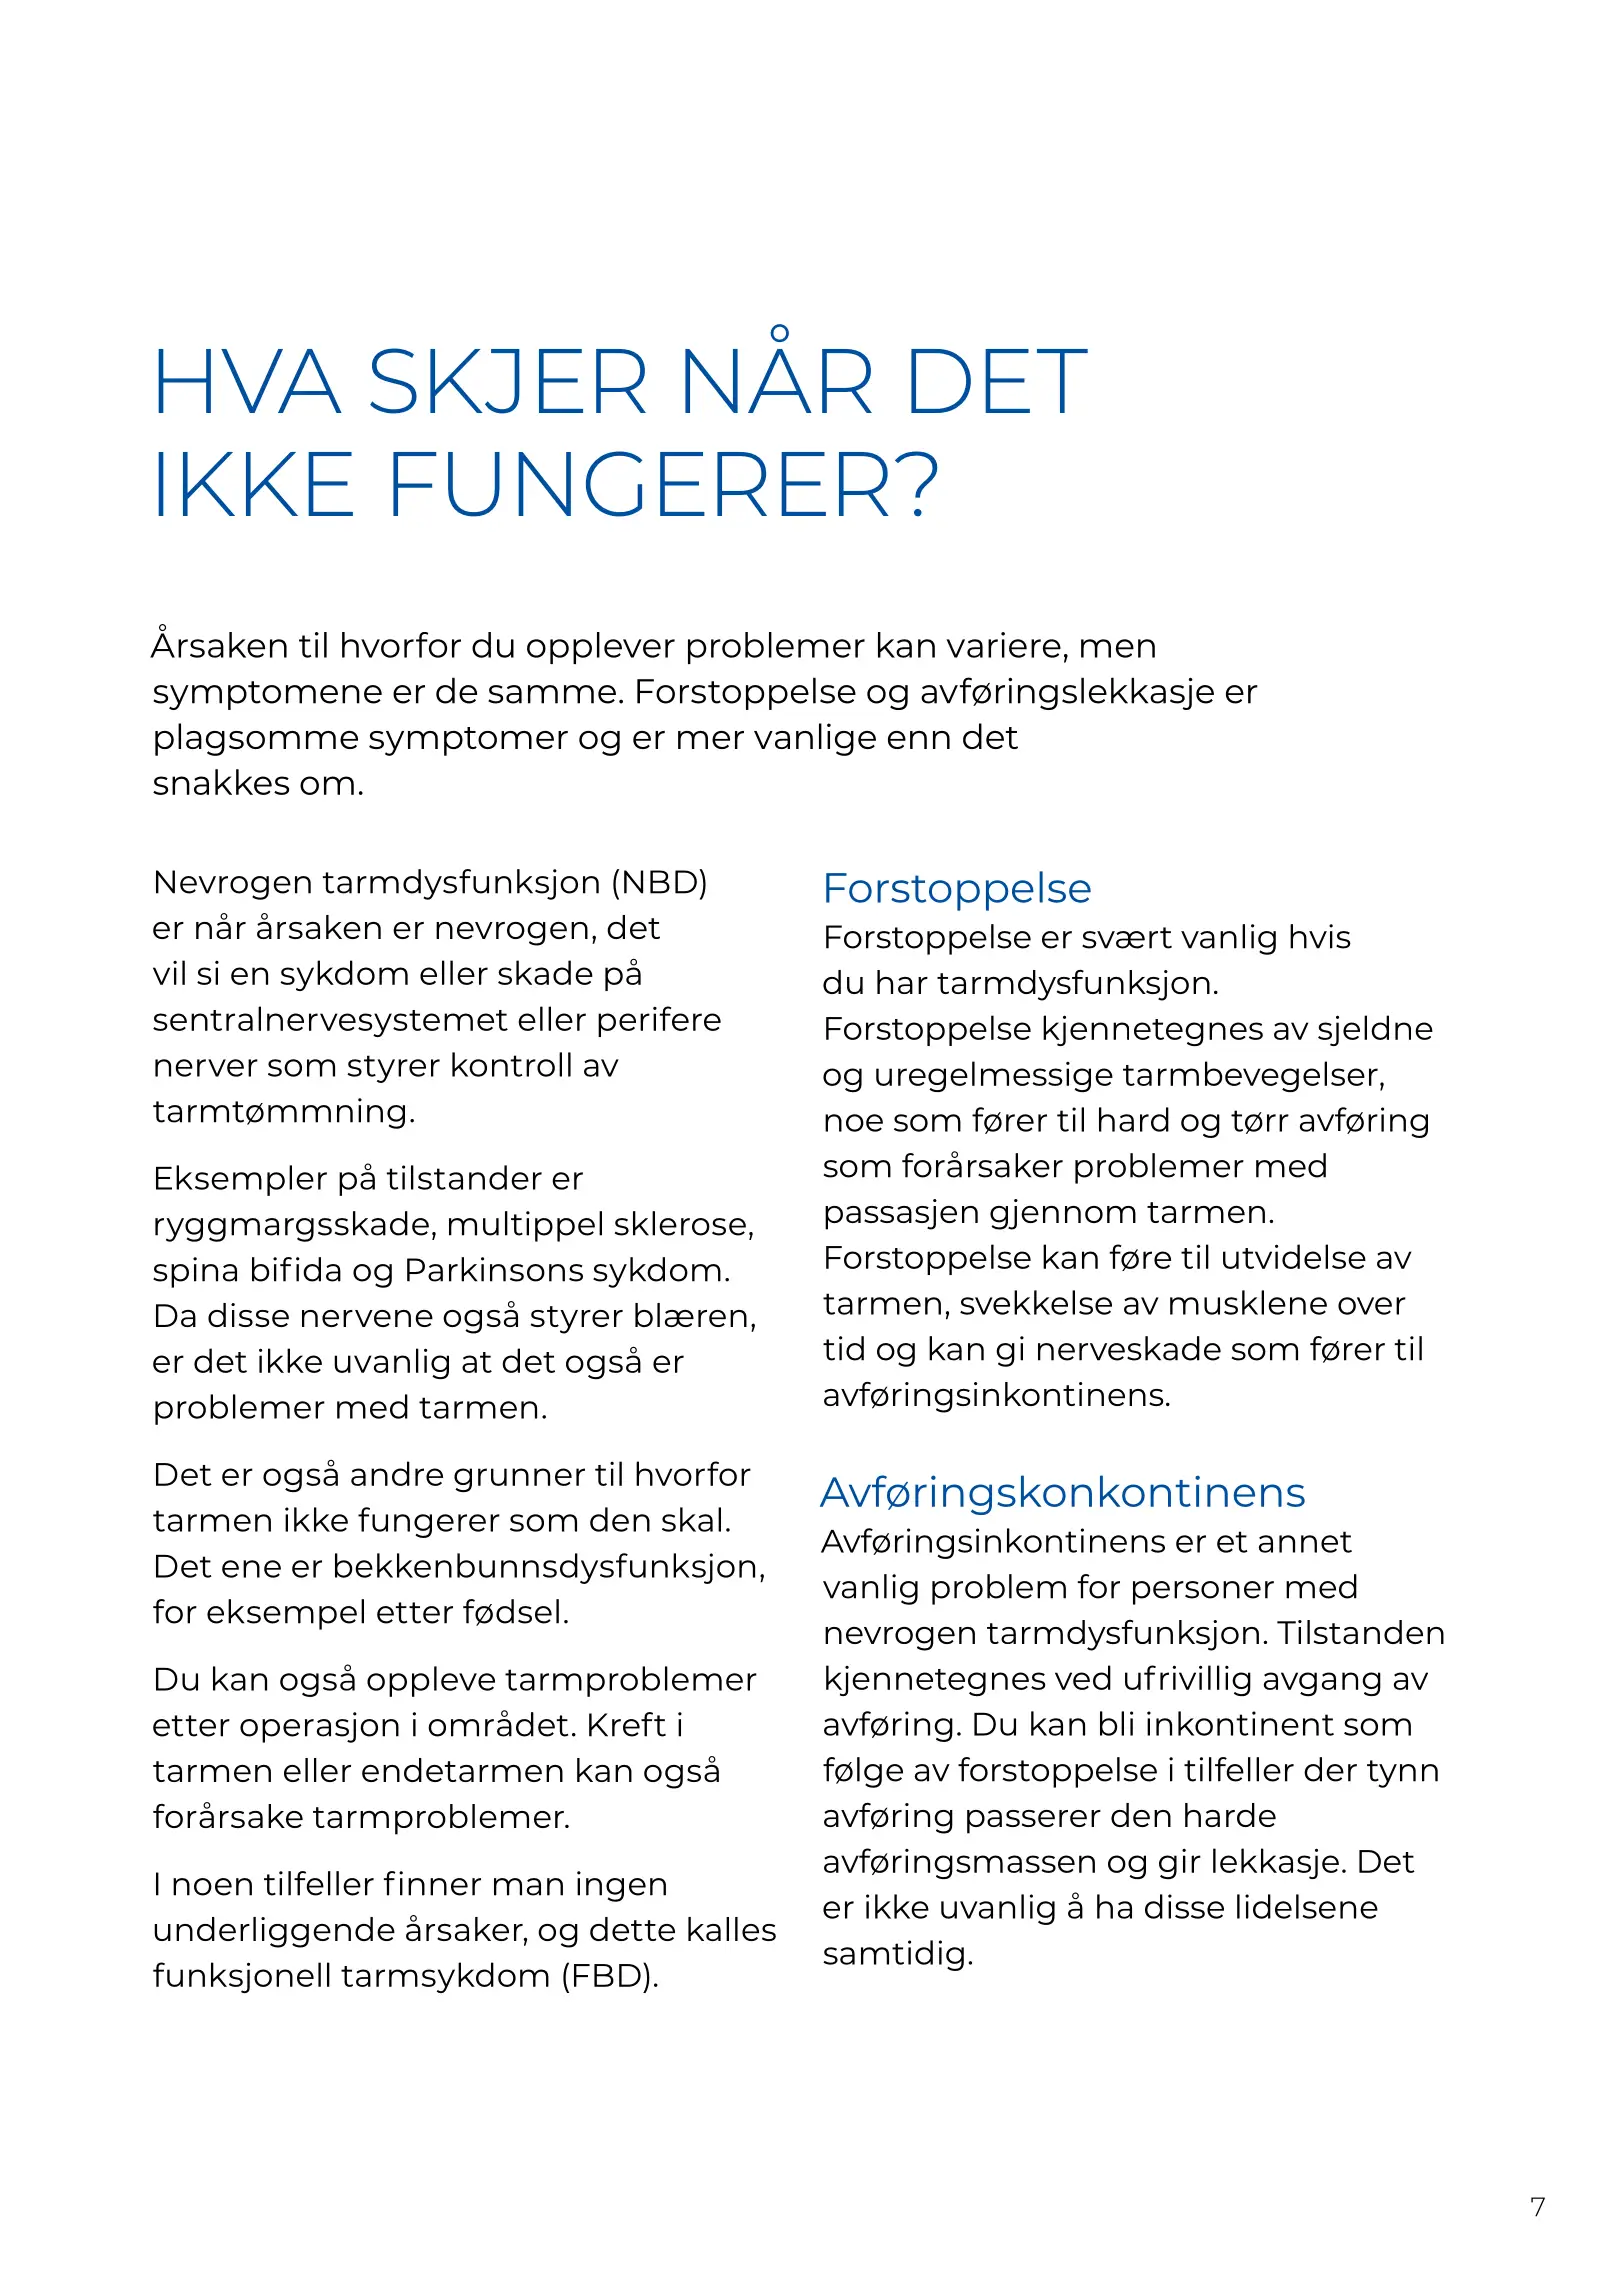 HVA SKJER NÅR DET
IKKE FUNGERER?
Årsaken til hvorfor du opplever problemer kan variere, men
symptomene er de samme. Forstoppelse og avføringslekkasje er
plagsomme symptomer og er mer vanlige enn det
snakkes om.
Nevrogen tarmdysfunksjon (NBD)
er når årsaken er nevrogen, det
vil si en sykdom eller skade på
sentralnervesystemet eller perifere
nerver som styrer kontroll av
tarmtømmning.
Eksempler på tilstander er
ryggmargsskade, multippel sklerose,
spina bifida og Parkinsons sykdom.
Da disse nervene også styrer blæren,
er det ikke uvanlig at det også er
problemer med tarmen.
Det er også andre grunner til hvorfor
tarmen ikke fungerer som den skal.
Det ene er bekkenbunnsdysfunksjon,
for eksempel etter fødsel.
Du kan også oppleve tarmproblemer
etter operasjon i området. Kreft i
tarmen eller endetarmen kan også
forårsake tarmproblemer.
I noen tilfeller finner man ingen
underliggende årsaker, og dette kalles
funksjonell tarmsykdom (FBD).
Forstoppelse
Forstoppelse er svært vanlig hvis
du har tarmdysfunksjon.
Forstoppelse kjennetegnes av sjeldne
og uregelmessige tarmbevegelser,
noe som fører til hard og tørr avføring
som forårsaker problemer med
passasjen gjennom tarmen.
Forstoppelse kan føre til utvidelse av
tarmen, svekkelse av musklene over
tid og kan gi nerveskade som fører til
avføringsinkontinens.
Avføringskonkontinens
Avføringsinkontinens er et annet
vanlig problem for personer med
nevrogen tarmdysfunksjon. Tilstanden
kjennetegnes ved ufrivillig avgang av
avføring. Du kan bli inkontinent som
følge av forstoppelse i tilfeller der tynn
avføring passerer den harde
avføringsmassen og gir lekkasje. Det
er ikke uvanlig å ha disse lidelsene
samtidig.
7